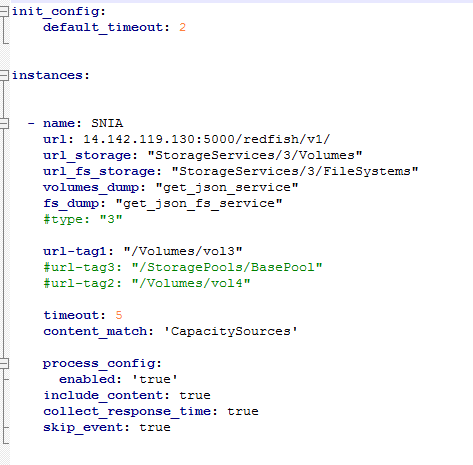 init_config:
    default_timeout: 2
instances:
  - name: SNIA
    url: 14.142.119.130:5000/redfish/v1/
    url_storage: "StorageServices/3/Volumes"
    url_fs_storage: "StorageServices/3/FileSystems"
    volumes_dump: "get_json_service"
    fs_dump: "get_json_fs_service"
    #type: "3"
    url-tag1: "/Volumes/vol3"
    #url-tag3: "/StoragePools/BasePool"
    #url-tag2: "/Volumes/vol4"
    timeout: 5
    content_match: 'CapacitySources'
    process_config:
      enabled: 'true'
    include_content: true
    collect_response_time: true
    skip_event: true